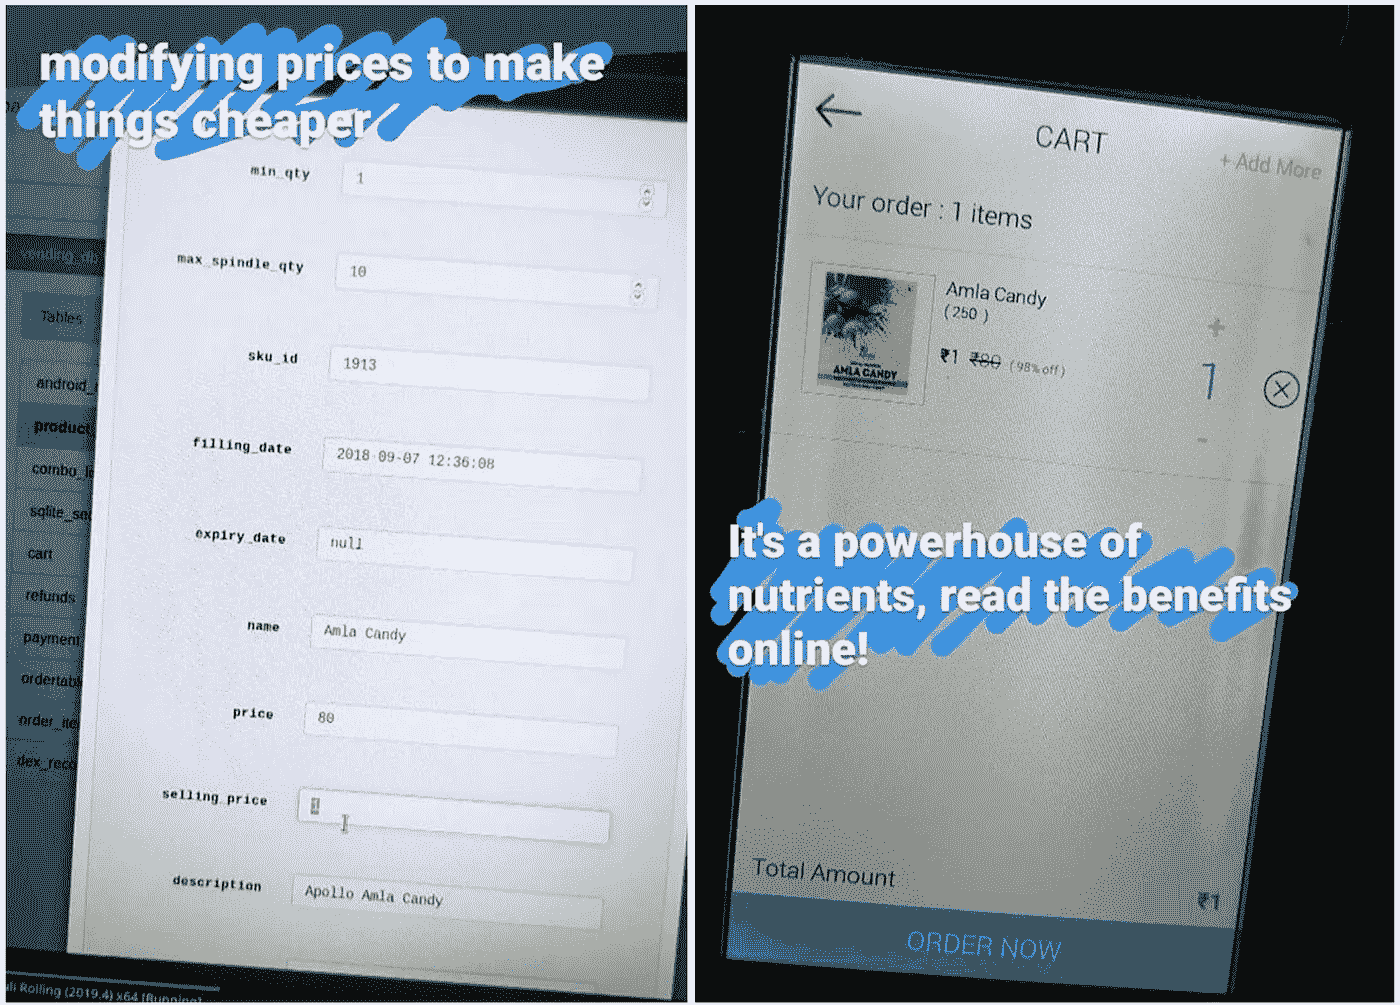 modifying prices to make
things cheaper
min_qty
1
max_spindle_qty
10
sku_id
1913
filling_date
2018-09-07 12:36:08
expiry_date
null
name
Amla Candy
price
80
selling_price
1
description
Apollo Amla Candy
vending_db
Tables
android_
product
combo_
sqlite_se
cart
refunds
payment
ordertabl
order_ite
dex_reco
Rolling (2019.4) x64 [Running]
CART
+ Add More
Your order : 1 items
AMLA CANDY
Amla Candy
( 250 )
₹1 ₹80 ( 98% off )
+
1
-
It's a powerhouse of
nutrients, read the benefits
online!
Total Amount
₹1
ORDER NOW